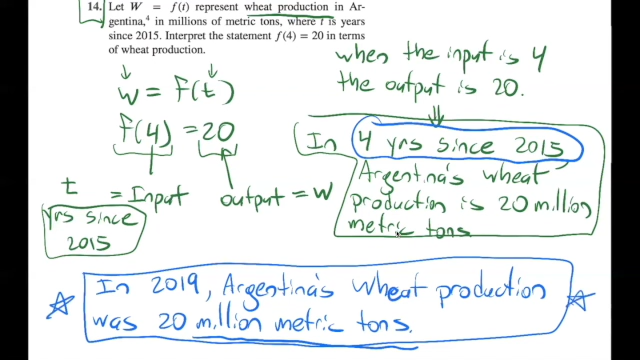 14. Let W = f(t) represent wheat production in Ar-
gentina,⁴ in millions of metric tons, where t is years
since 2015. Interpret the statement f(4) = 20 in terms
of wheat production.
when the input is 4
the output is 20.
w = f(t)
f(4) = 20
In 4 yrs since 2015
Argentina's wheat
production is 20 million
metric tons
t = Input output = w
yrs since
2015
In 2019, Argentina's wheat production
was 20 million metric tons.